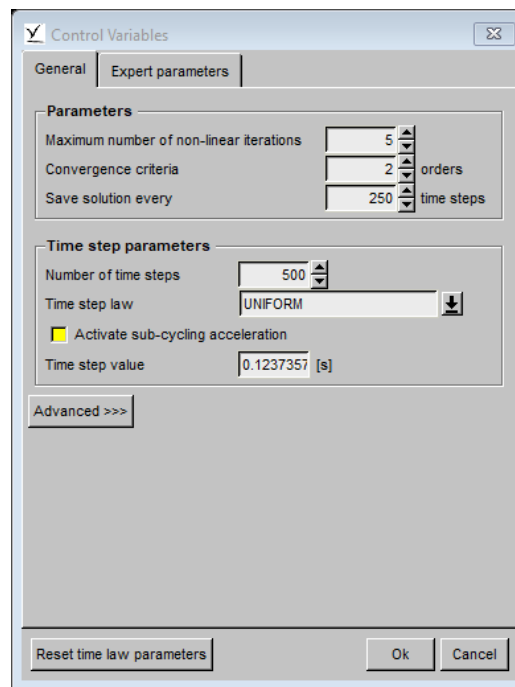 Control Variables
General Expert parameters
Parameters
Maximum number of non-linear iterations 5
Convergence criteria 2 orders
Save solution every 250 time steps
Time step parameters
Number of time steps 500
Time step law UNIFORM
Activate sub-cycling acceleration
Time step value 0.1237357 [s]
Advanced >>>
Reset time law parameters Ok Cancel